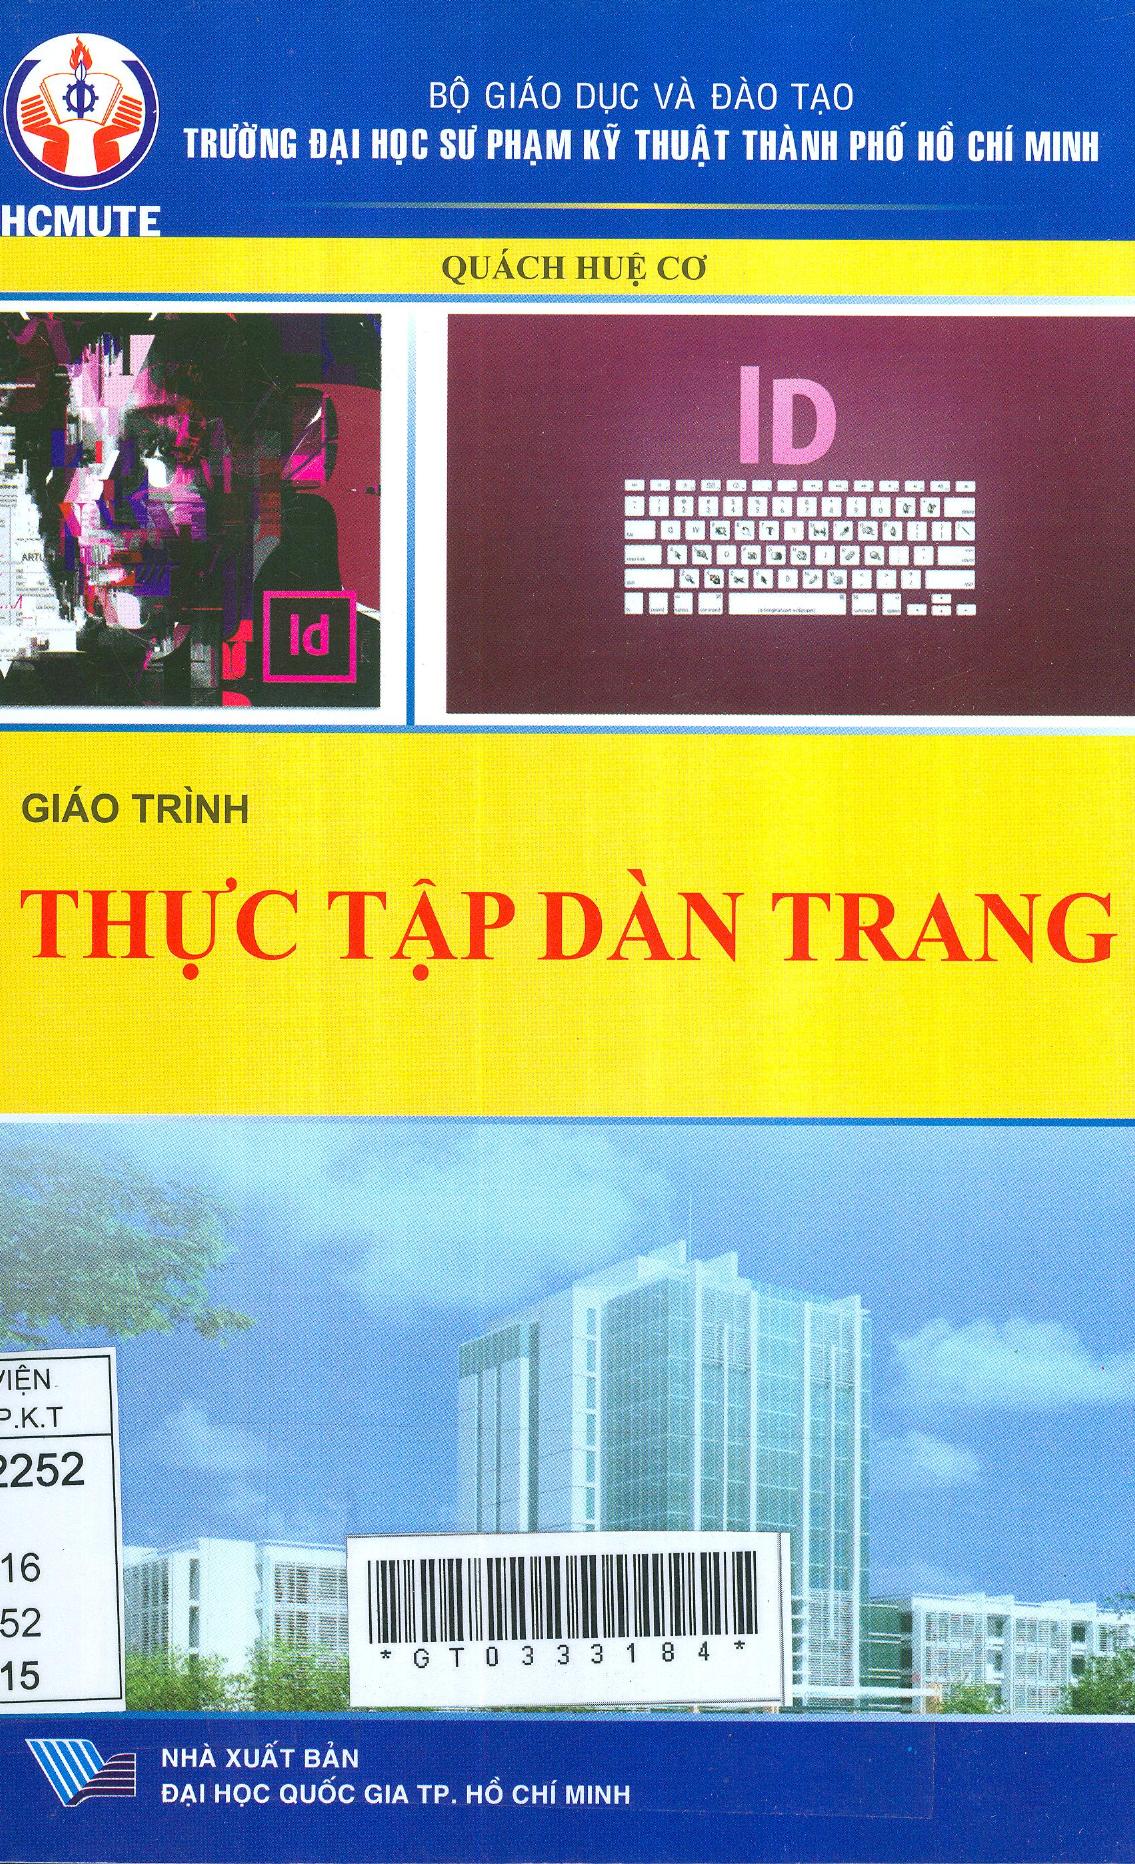 BỘ GIÁO DỤC VÀ ĐÀO TẠO
TRƯỜNG ĐẠI HỌC SƯ PHẠM KỸ THUẬT THÀNH PHỐ HỒ CHÍ MINH
HCMUTE
QUÁCH HUỆ CƠ
ID
ARTU
Id
GIÁO TRÌNH
THỰC TẬP DÀN TRANG
VIỆN
P.K.T
2252
16
52
15
*GT0333184*
NHÀ XUẤT BẢN
ĐẠI HỌC QUỐC GIA TP. HỒ CHÍ MINH